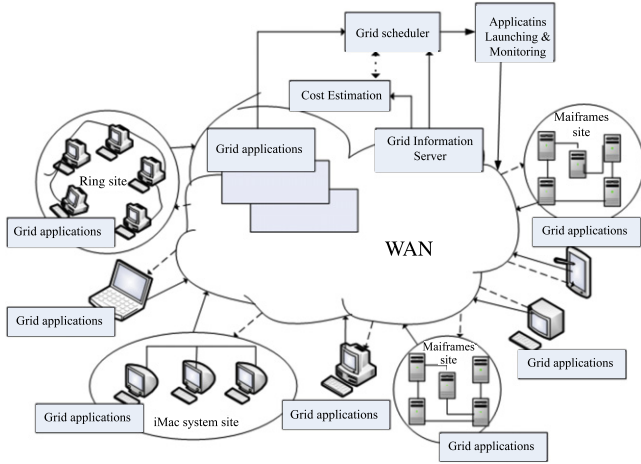 Grid scheduler
Applicatins
Launching &
Monitoring
Cost Estimation
Grid applications
Grid Information
Server
Maiframes
site
Ring site
Grid applications
Grid applications
WAN
Grid applications
Grid applications
Maiframes
site
iMac system site
Grid applications
Grid applications
Grid applications